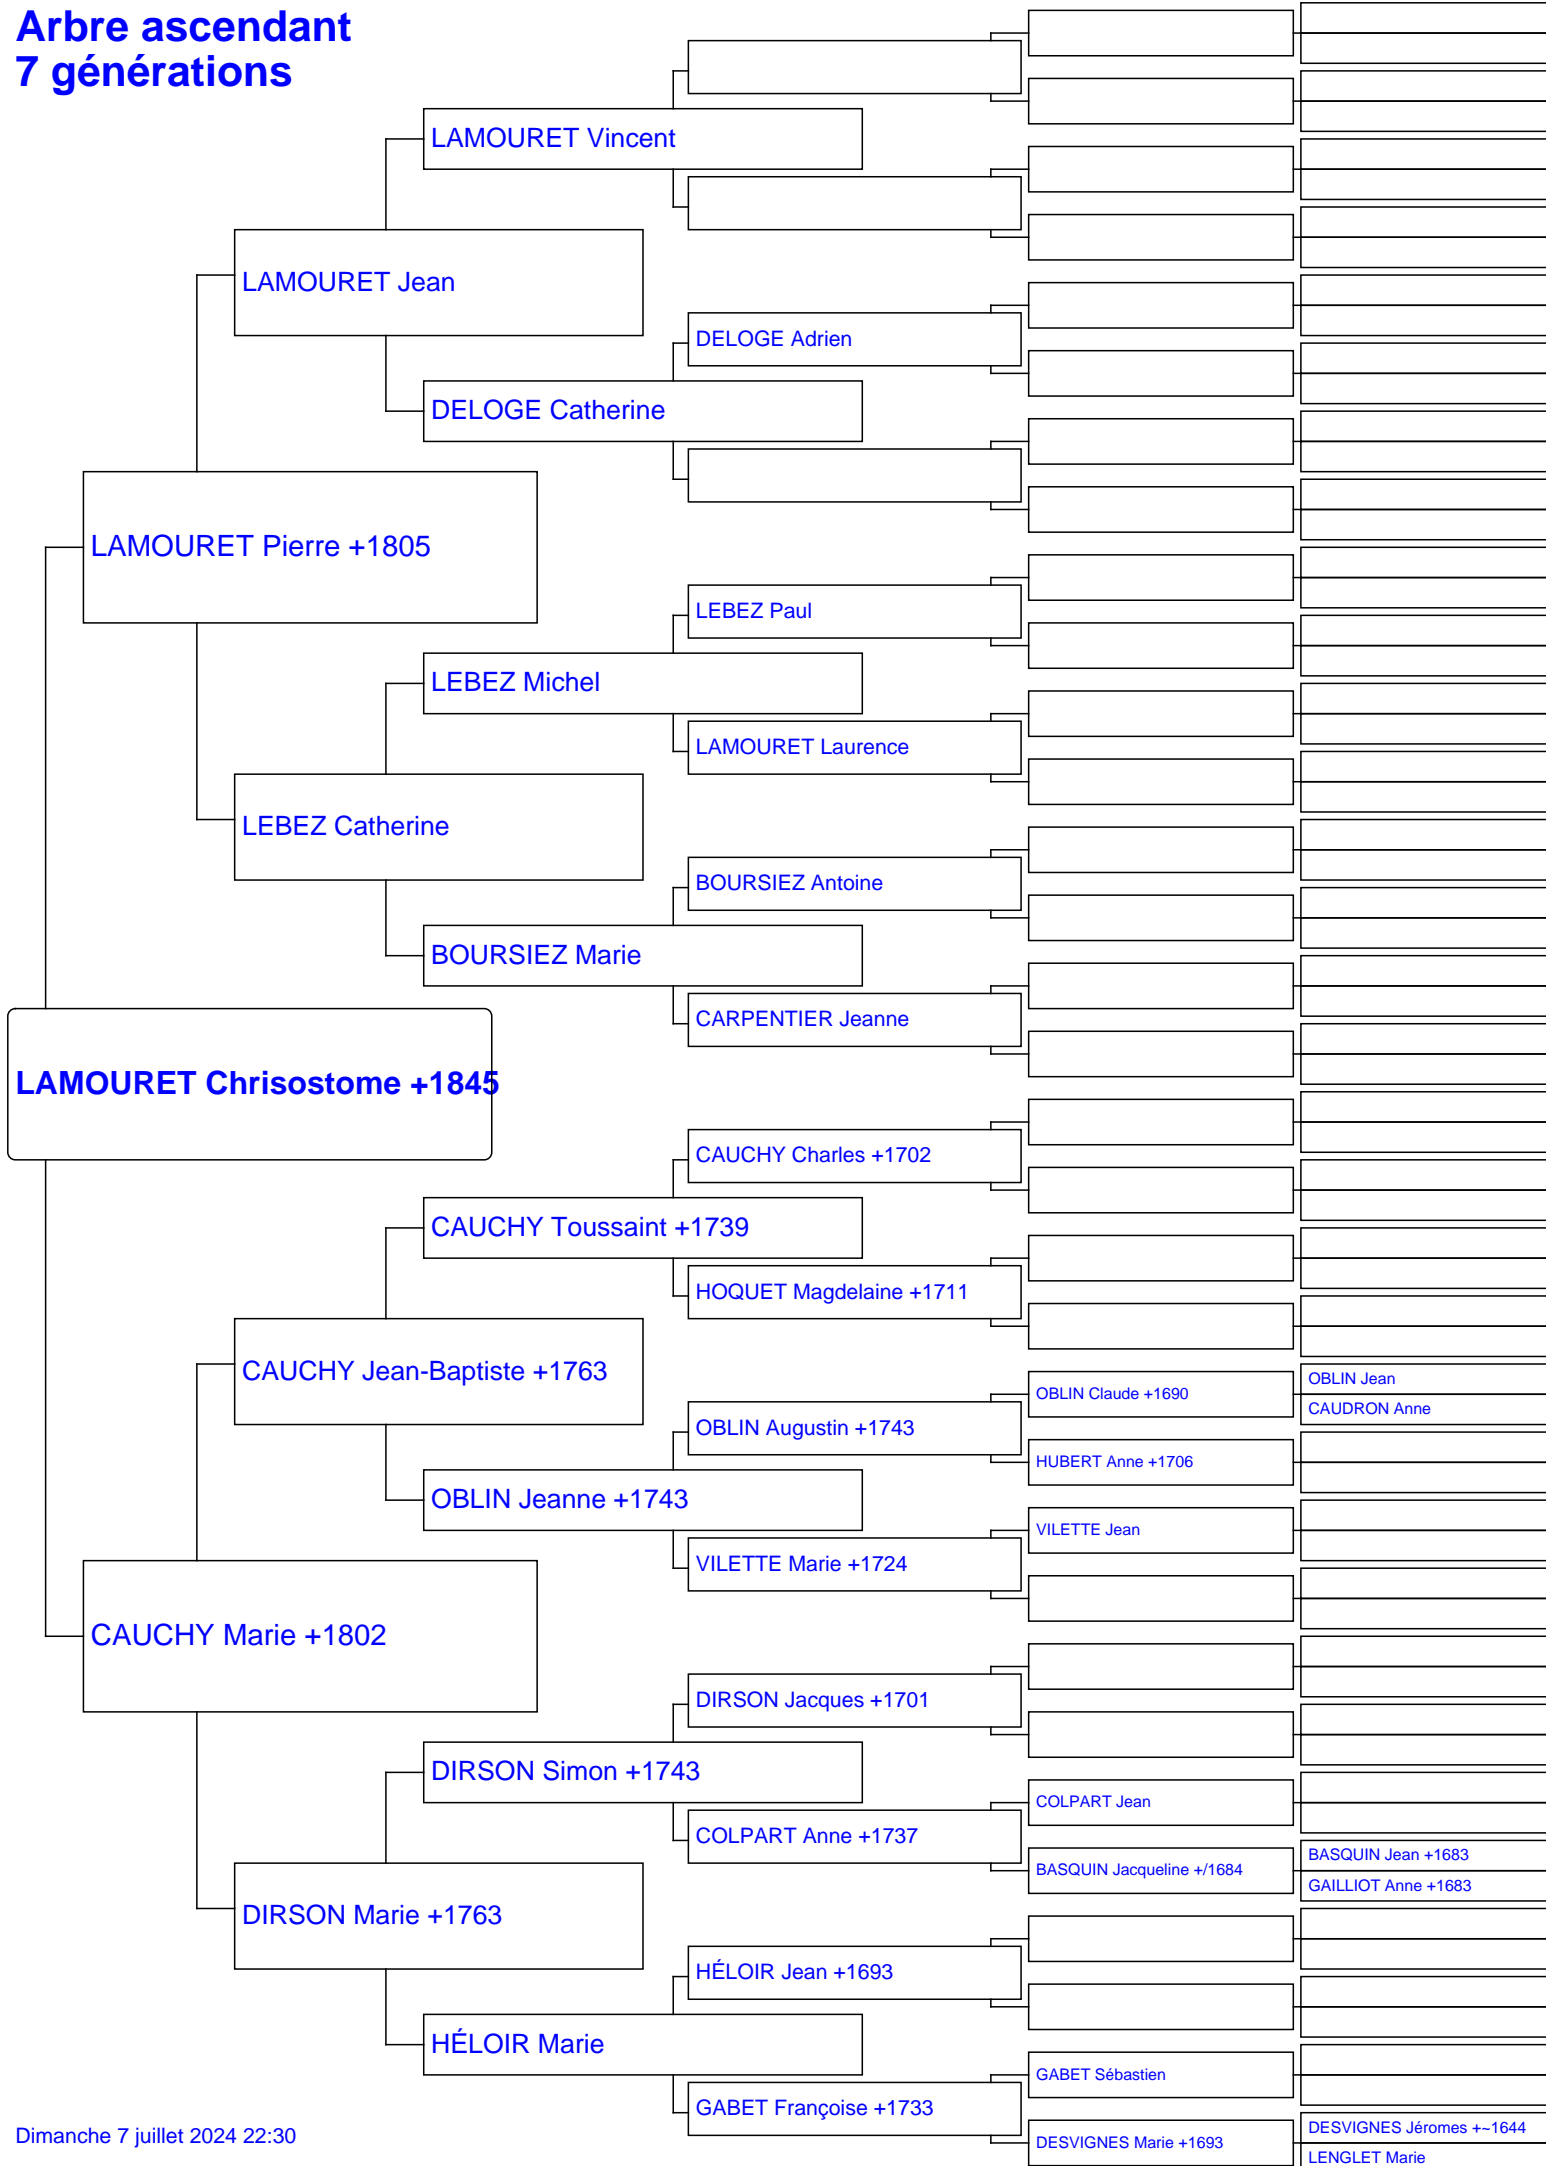 Arbre ascendant
7 générations
LAMOURET Vincent
LAMOURET Jean
DELOGE Adrien
DELOGE Catherine
LAMOURET Pierre +1805
LEBEZ Paul
LEBEZ Michel
LAMOURET Laurence
LEBEZ Catherine
BOURSIEZ Antoine
BOURSIEZ Marie
CARPENTIER Jeanne
LAMOURET Chrisostome +1845
CAUCHY Charles +1702
CAUCHY Toussaint +1739
HOQUET Magdelaine +1711
CAUCHY Jean-Baptiste +1763
OBLIN Jean
OBLIN Claude +1690
CAUDRON Anne
OBLIN Augustin +1743
HUBERT Anne +1706
OBLIN Jeanne +1743
VILETTE Jean
VILETTE Marie +1724
CAUCHY Marie +1802
DIRSON Jacques +1701
DIRSON Simon +1743
COLPART Jean
COLPART Anne +1737
BASQUIN Jean +1683
BASQUIN Jacqueline +/1684
GAILLIOT Anne +1683
DIRSON Marie +1763
HÉLOIR Jean +1693
HÉLOIR Marie
GABET Sébastien
GABET Françoise +1733
DESVIGNES Jéromes +~1644
DESVIGNES Marie +1693
LENGLET Marie
Dimanche 7 juillet 2024 22:30